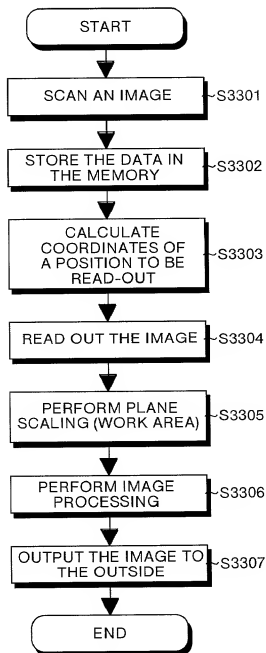 START
SCAN AN IMAGE
S3301
STORE THE DATA IN
THE MEMORY
S3302
CALCULATE
COORDINATES OF
A POSITION TO BE
READ-OUT
S3303
READ OUT THE IMAGE
S3304
PERFORM PLANE
SCALING (WORK AREA)
S3305
PERFORM IMAGE
PROCESSING
S3306
OUTPUT THE IMAGE TO
THE OUTSIDE
S3307
END